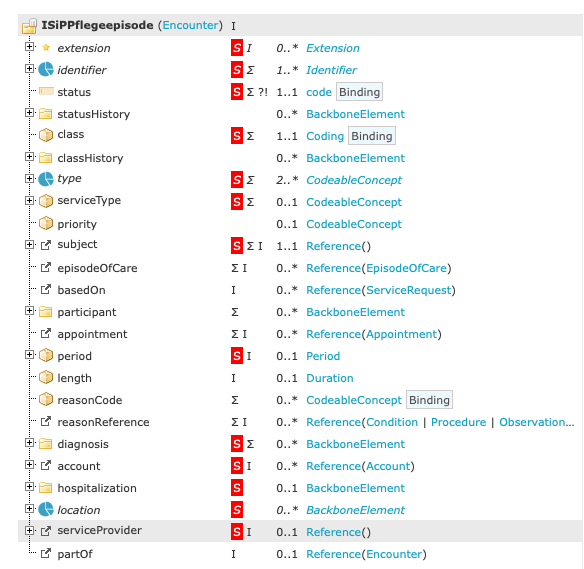 ISiPPflegeepisode (Encounter) I
extension S I 0..* Extension
identifier S Σ 1..* Identifier
status S Σ ?! 1..1 code Binding
statusHistory 0..* BackboneElement
class S Σ 1..1 Coding Binding
classHistory 0..* BackboneElement
type S Σ 2..* CodeableConcept
serviceType S Σ 0..1 CodeableConcept
priority 0..1 CodeableConcept
subject S Σ I 1..1 Reference()
episodeOfCare Σ I 0..* Reference(EpisodeOfCare)
basedOn I 0..* Reference(ServiceRequest)
participant Σ 0..* BackboneElement
appointment Σ I 0..* Reference(Appointment)
period S I 0..1 Period
length I 0..1 Duration
reasonCode Σ 0..* CodeableConcept Binding
reasonReference Σ I 0..* Reference(Condition | Procedure | Observation...
diagnosis S Σ 0..* BackboneElement
account S I 0..* Reference(Account)
hospitalization S 0..1 BackboneElement
location S 0..* BackboneElement
serviceProvider S I 0..1 Reference()
partOf I 0..1 Reference(Encounter)